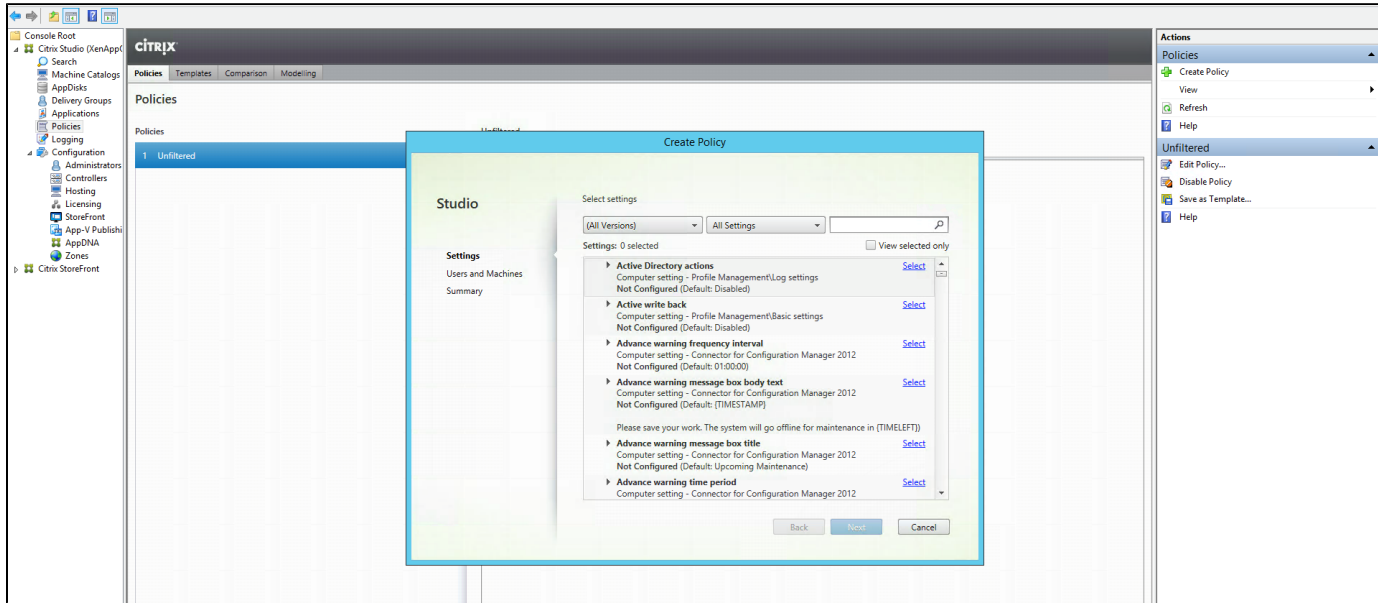 Console Root
Citrix Studio (XenApp
Search
Machine Catalogs
AppDisks
Delivery Groups
Applications
Policies
Logging
Configuration
Administrators
Controllers
Hosting
Licensing
StoreFront
App-V Publishi
AppDNA
Zones
Citrix StoreFront
CITRIX
Policies Templates Comparison Modelling
Policies
Policies
Unfiltered
1 Unfiltered
Create Policy
Studio
Settings
Users and Machines
Summary
Select settings
(All Versions) All Settings
Settings: 0 selected View selected only
Active Directory actions Select
Computer setting - Profile Management\Log settings
Not Configured (Default: Disabled)
Active write back Select
Computer setting - Profile Management\Basic settings
Not Configured (Default: Disabled)
Advance warning frequency interval Select
Computer setting - Connector for Configuration Manager 2012
Not Configured (Default: 01:00:00)
Advance warning message box body text Select
Computer setting - Connector for Configuration Manager 2012
Not Configured (Default: {TIMESTAMP}
Please save your work. The system will go offline for maintenance in {TIMELEFT})
Advance warning message box title Select
Computer setting - Connector for Configuration Manager 2012
Not Configured (Default: Upcoming Maintenance)
Advance warning time period Select
Computer setting - Connector for Configuration Manager 2012
Back Next Cancel
Actions
Policies
Create Policy
View
Refresh
Help
Unfiltered
Edit Policy...
Disable Policy
Save as Template...
Help